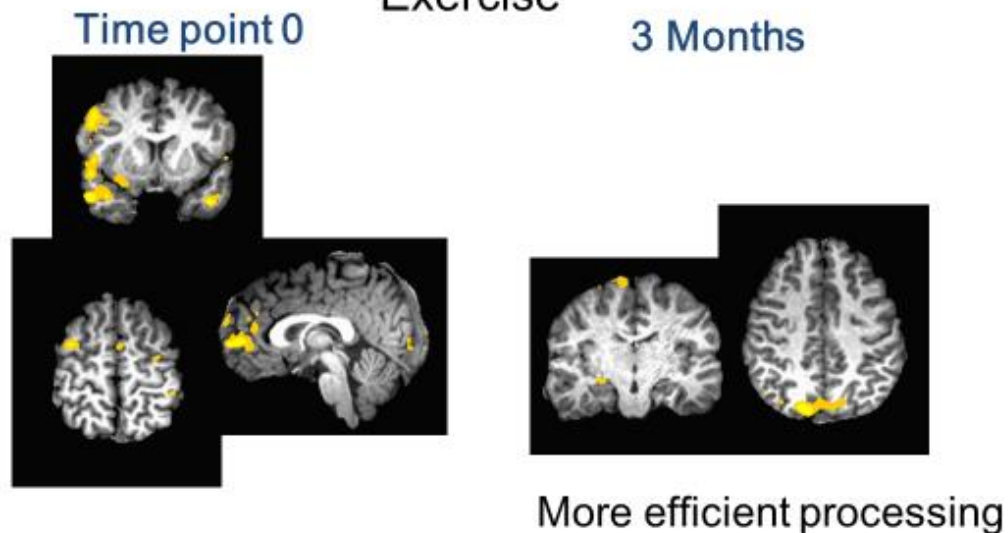 Exercise
Time point 0
3 Months
More efficient processing